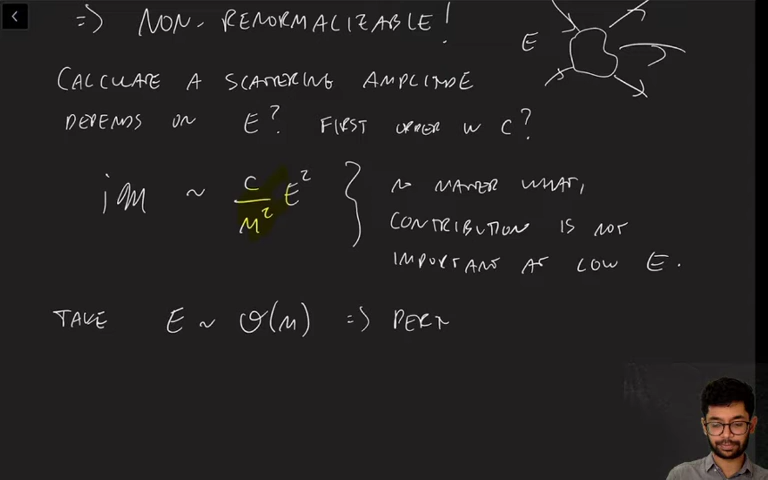 => NON-RENORMALIZABLE!
E
CALCULATE A SCATTERING AMPLITUDE
DEPENDS ON E? FIRST ORDER IN C?
iM ~ C/M² E² } NO MATTER WHAT,
CONTRIBUTION IS NOT
IMPORTANT AT LOW E.
TAKE E ~ O(M) => PERT